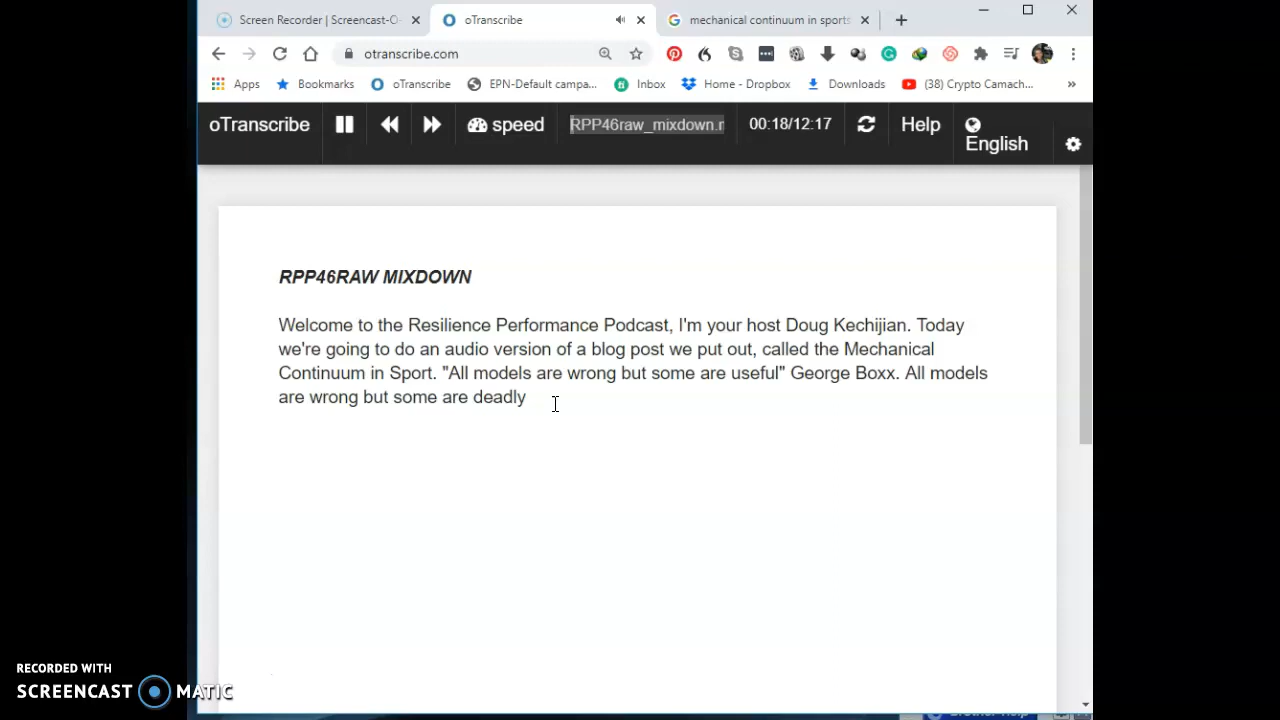 Screen Recorder | Screencast-O-
oTranscribe
mechanical continuum in sports
otranscribe.com
Apps
Bookmarks
oTranscribe
EPN-Default campa...
Inbox
Home - Dropbox
Downloads
(38) Crypto Camach...
»
oTranscribe
speed
RPP46raw_mixdown.r
00:18/12:17
Help
English
RPP46RAW MIXDOWN
Welcome to the Resilience Performance Podcast, I'm your host Doug Kechijian. Today
we're going to do an audio version of a blog post we put out, called the Mechanical
Continuum in Sport. "All models are wrong but some are useful" George Boxx. All models
are wrong but some are deadly
RECORDED WITH
SCREENCAST MATIC